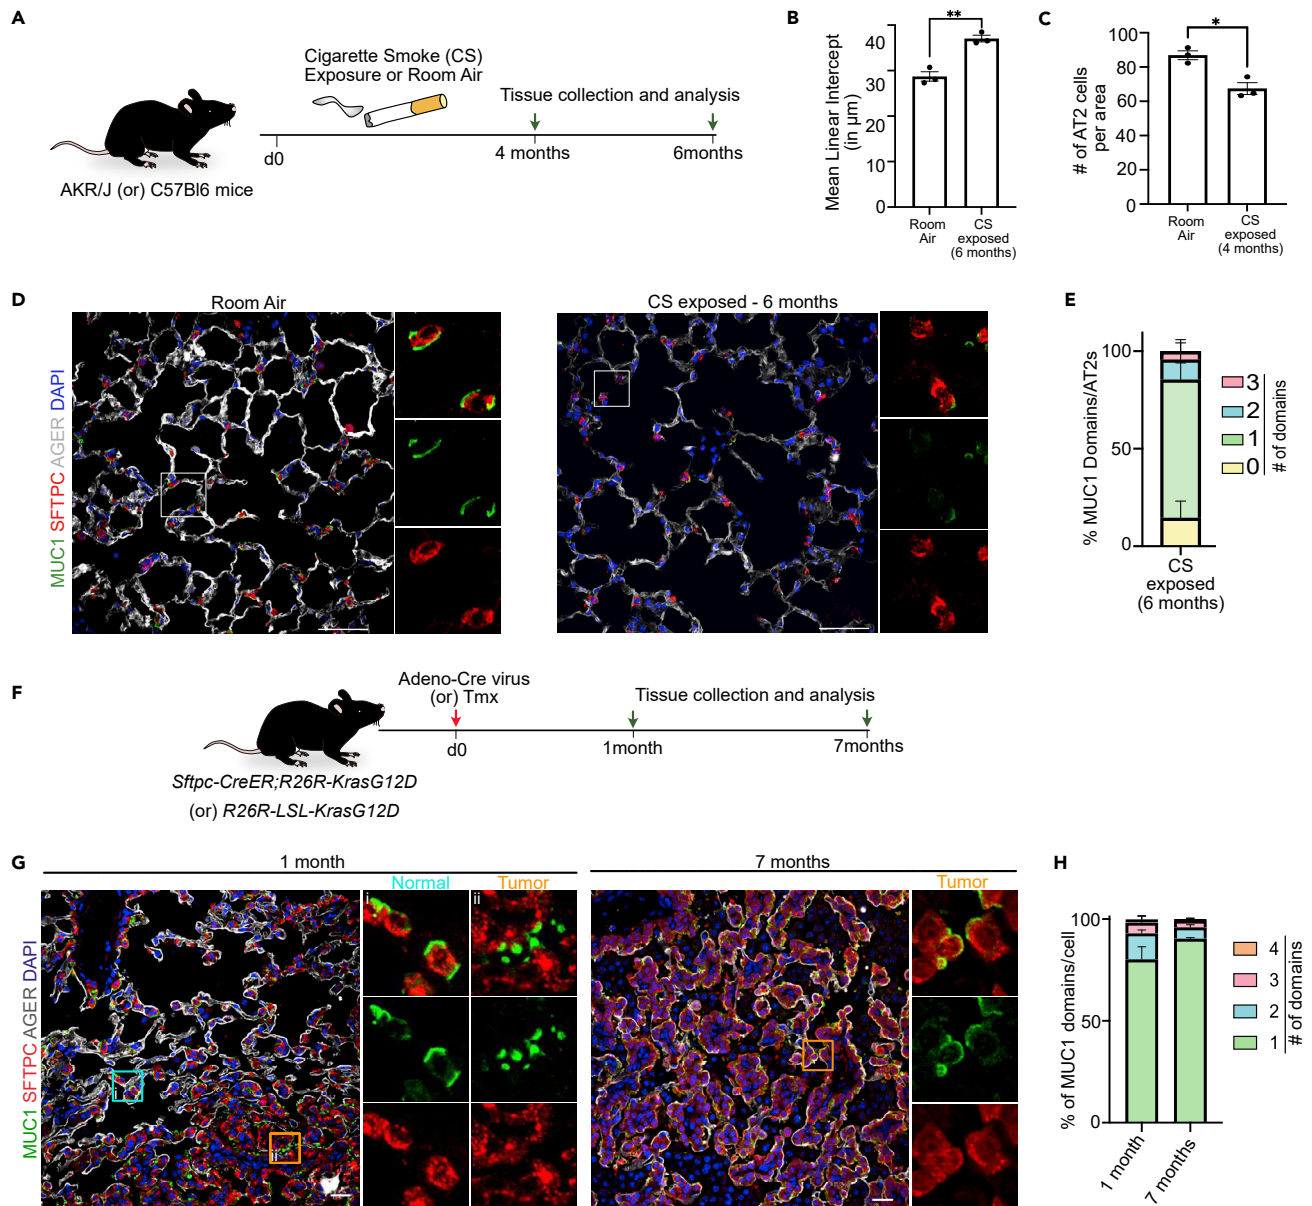 A
Cigarette Smoke (CS)
Exposure or Room Air
Tissue collection and analysis
d0
4 months
6months
AKR/J (or) C57Bl6 mice
B
**
Mean Linear Intercept
(in µm)
40
30
20
10
0
Room
Air
CS
exposed
(6 months)
C
*
# of AT2 cells
per area
100
80
60
40
20
0
Room
Air
CS
exposed
(4 months)
D
Room Air
CS exposed - 6 months
MUC1 SFTPC AGER DAPI
E
% MUC1 Domains/AT2s
100
50
0
CS
exposed
(6 months)
3
2
1
0
# of domains
F
Adeno-Cre virus
(or) Tmx
Tissue collection and analysis
d0
1month
7months
Sftpc-CreER;R26R-KrasG12D
(or) R26R-LSL-KrasG12D
G
1 month
7 months
Normal
Tumor
Tumor
i
ii
i
ii
MUC1 SFTPC AGER DAPI
H
% of MUC1 domains/cell
100
50
0
1 month
7 months
4
3
2
1
# of domains